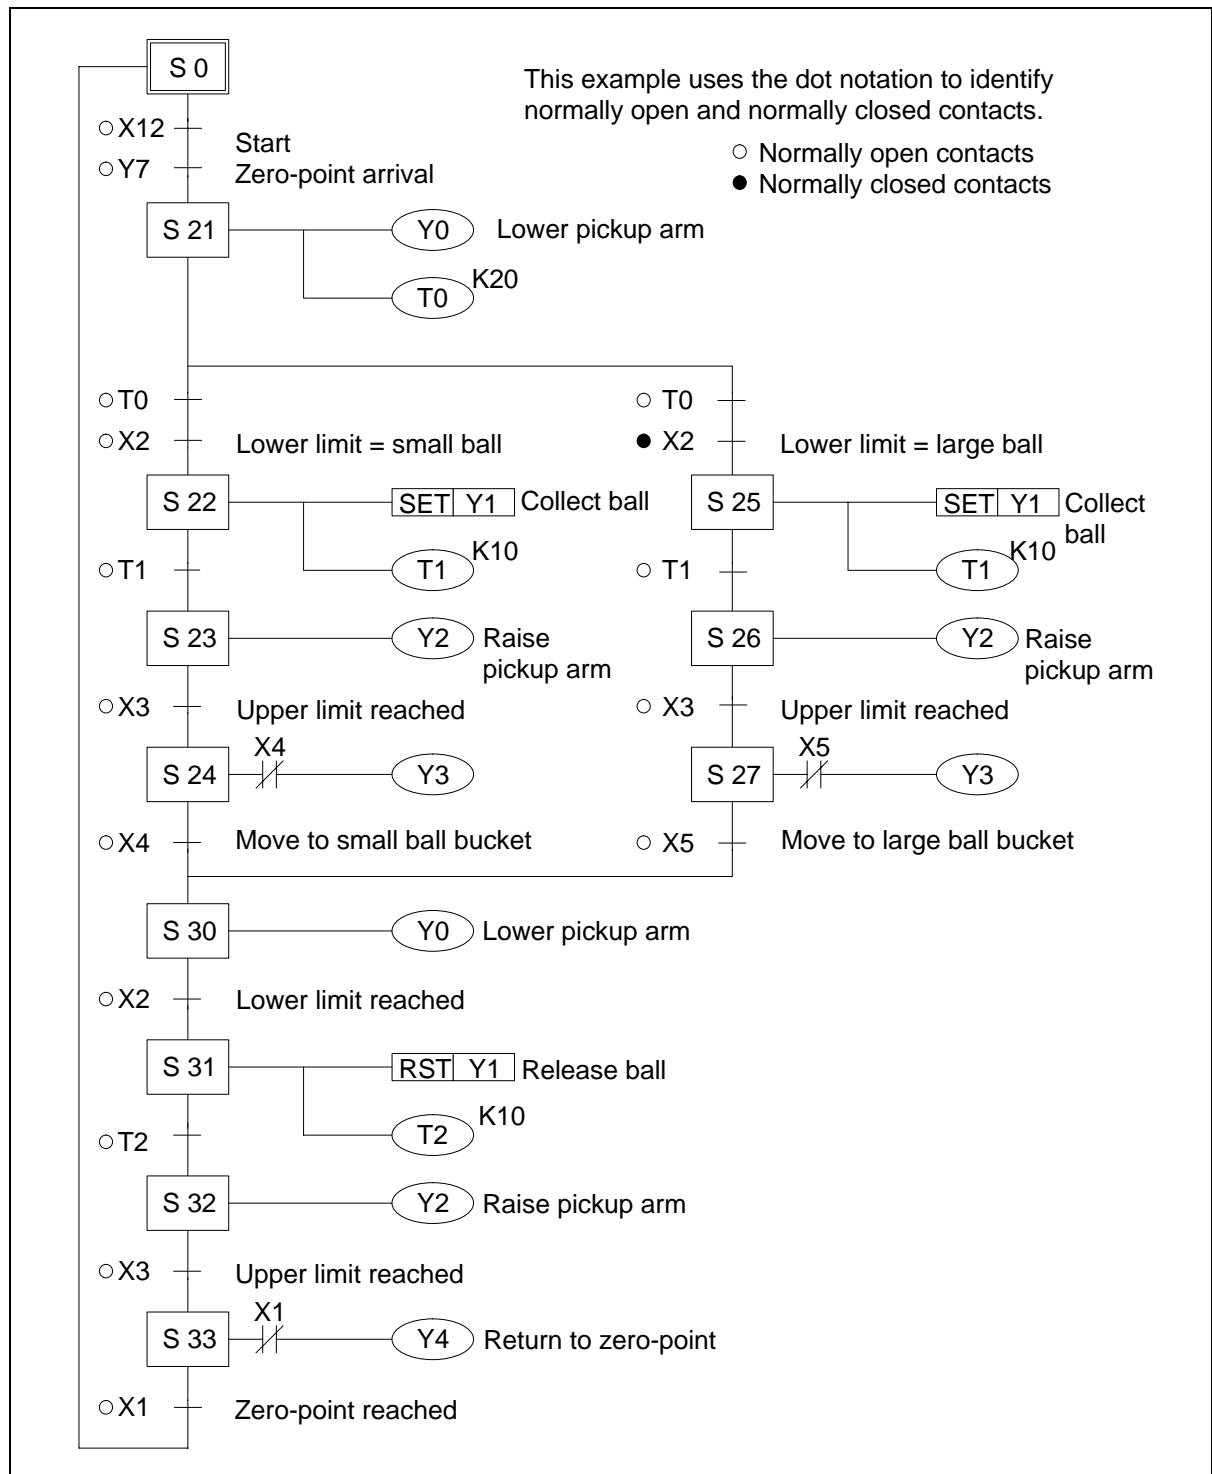 S 0
This example uses the dot notation to identify
normally open and normally closed contacts.
○ Normally open contacts
● Normally closed contacts
○ X12
Start
○ Y7
Zero-point arrival
S 21
Y0
Lower pickup arm
T0
K20
○ T0
○ T0
○ X2
Lower limit = small ball
● X2
Lower limit = large ball
S 22
SET Y1
Collect ball
S 25
SET Y1
Collect
ball
○ T1
T1
K10
○ T1
T1
K10
S 23
Y2
Raise
pickup arm
S 26
Y2
Raise
pickup arm
○ X3
Upper limit reached
○ X3
Upper limit reached
S 24
X4
Y3
S 27
X5
Y3
○ X4
Move to small ball bucket
○ X5
Move to large ball bucket
S 30
Y0
Lower pickup arm
○ X2
Lower limit reached
S 31
RST Y1
Release ball
○ T2
T2
K10
S 32
Y2
Raise pickup arm
○ X3
Upper limit reached
S 33
X1
Y4
Return to zero-point
○ X1
Zero-point reached